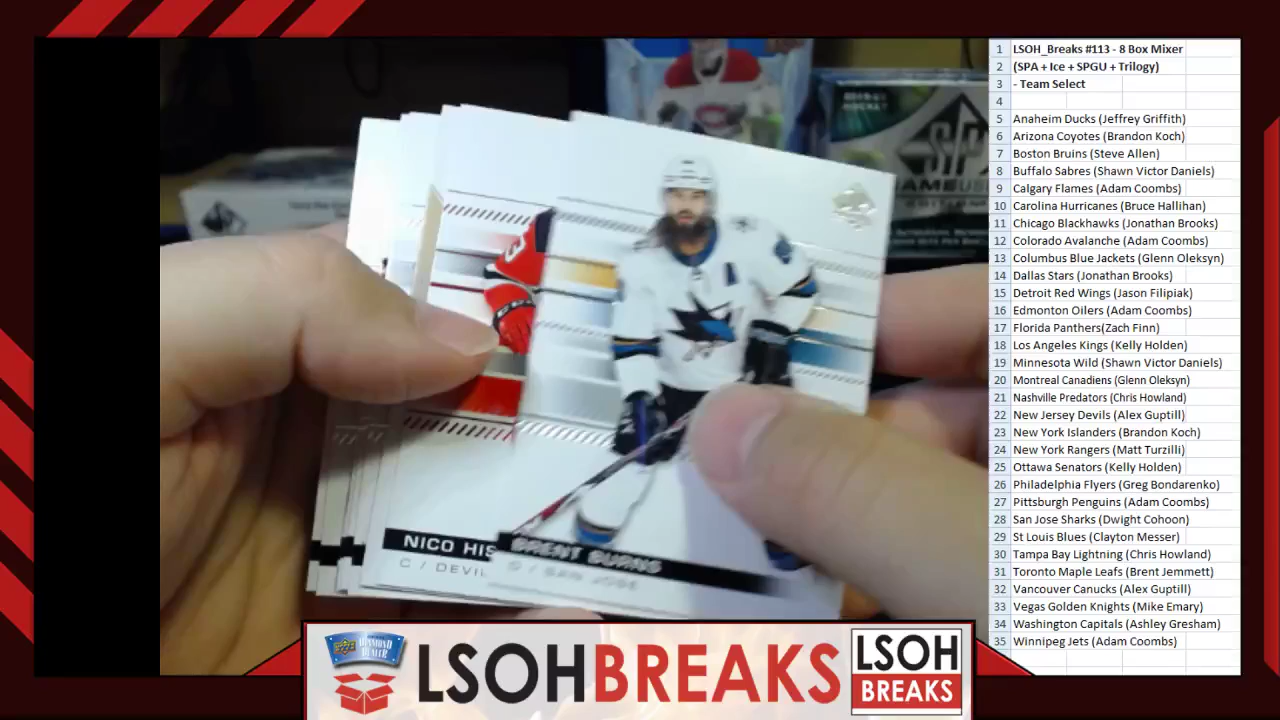 1 LSOH_Breaks #113 - 8 Box Mixer
2 (SPA + Ice + SPGU + Trilogy)
3 - Team Select
4
5 Anaheim Ducks (Jeffrey Griffith)
6 Arizona Coyotes (Brandon Koch)
7 Boston Bruins (Steve Allen)
8 Buffalo Sabres (Shawn Victor Daniels)
9 Calgary Flames (Adam Coombs)
10 Carolina Hurricanes (Bruce Hallihan)
11 Chicago Blackhawks (Jonathan Brooks)
12 Colorado Avalanche (Adam Coombs)
13 Columbus Blue Jackets (Glenn Oleksyn)
14 Dallas Stars (Jonathan Brooks)
15 Detroit Red Wings (Jason Filipiak)
16 Edmonton Oilers (Adam Coombs)
17 Florida Panthers(Zach Finn)
18 Los Angeles Kings (Kelly Holden)
19 Minnesota Wild (Shawn Victor Daniels)
20 Montreal Canadiens (Glenn Oleksyn)
21 Nashville Predators (Chris Howland)
22 New Jersey Devils (Alex Guptill)
23 New York Islanders (Brandon Koch)
24 New York Rangers (Matt Turzilli)
25 Ottawa Senators (Kelly Holden)
26 Philadelphia Flyers (Greg Bondarenko)
27 Pittsburgh Penguins (Adam Coombs)
28 San Jose Sharks (Dwight Cohoon)
29 St Louis Blues (Clayton Messer)
30 Tampa Bay Lightning (Chris Howland)
31 Toronto Maple Leafs (Brent Jemmett)
32 Vancouver Canucks (Alex Guptill)
33 Vegas Golden Knights (Mike Emary)
34 Washington Capitals (Ashley Gresham)
35 Winnipeg Jets (Adam Coombs)
NICO HIS
C / DEVIL
BRENT BURNS
D / SAN JOSE
DIAMOND
DEALER
LSOHBREAKS
LSOH
BREAKS